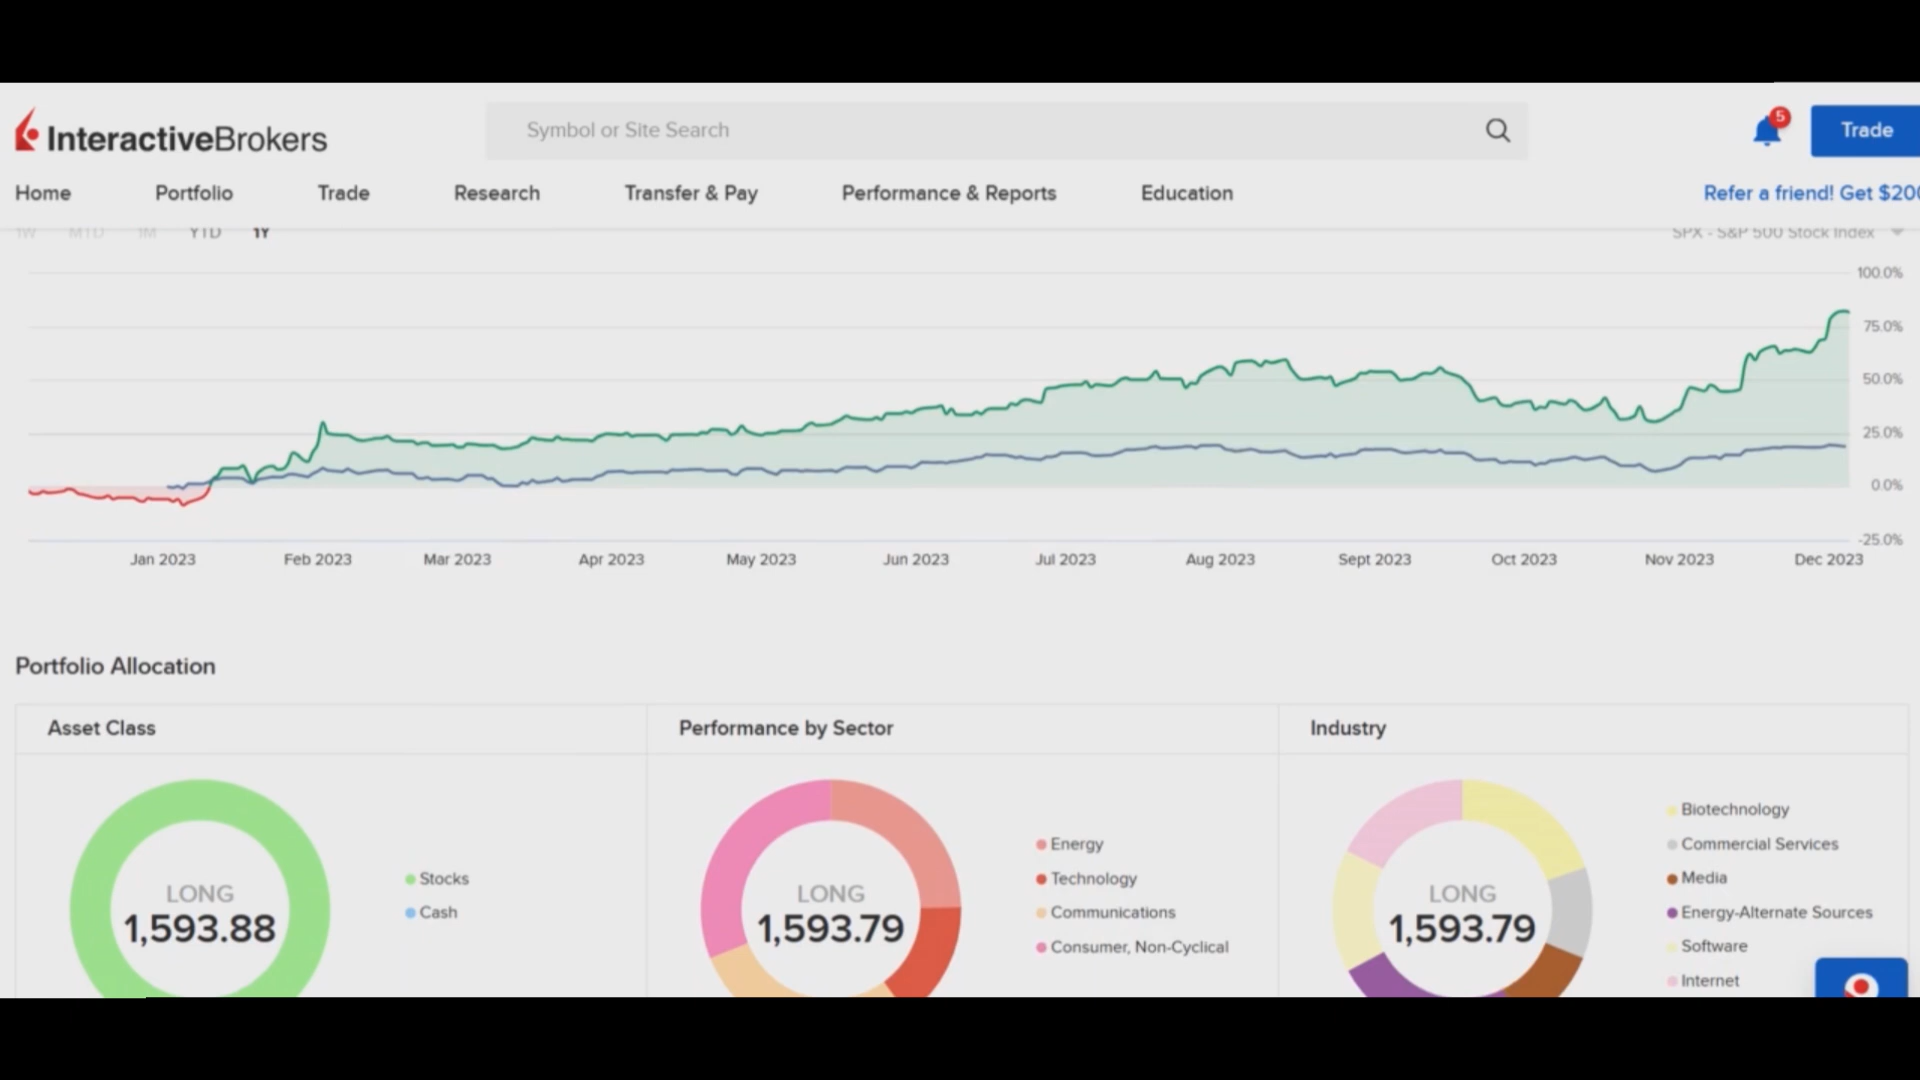 InteractiveBrokers
Symbol or Site Search
5
Trade
Home Portfolio Trade Research Transfer & Pay Performance & Reports Education
Refer a friend! Get $200
1W MTD 1M YTD 1Y
SPX - S&P 500 Stock Index
100.0%
75.0%
50.0%
25.0%
0.0%
-25.0%
Jan 2023 Feb 2023 Mar 2023 Apr 2023 May 2023 Jun 2023 Jul 2023 Aug 2023 Sept 2023 Oct 2023 Nov 2023 Dec 2023
Portfolio Allocation
Asset Class
LONG
1,593.88
Stocks
Cash
Performance by Sector
LONG
1,593.79
Energy
Technology
Communications
Consumer, Non-Cyclical
Industry
LONG
1,593.79
Biotechnology
Commercial Services
Media
Energy-Alternate Sources
Software
Internet